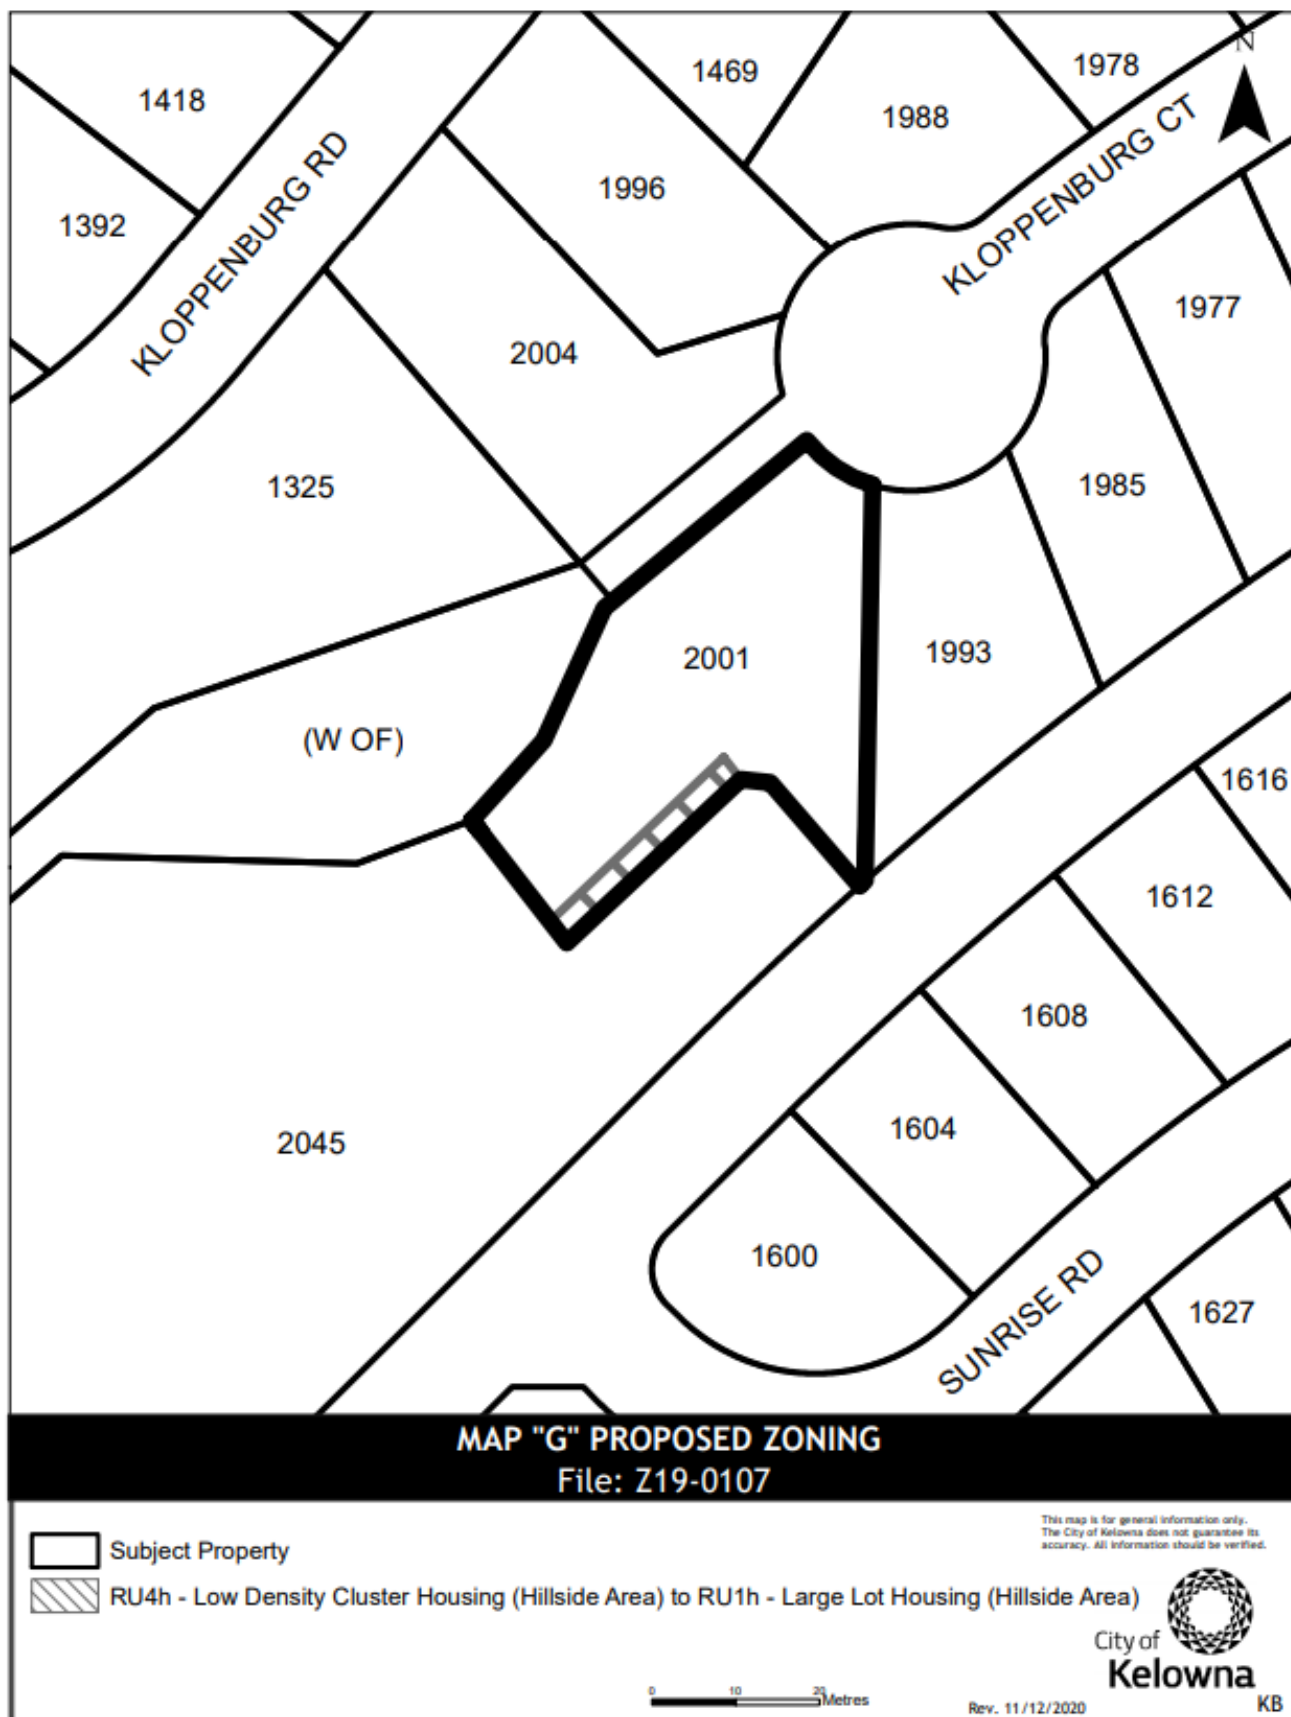 1469
1978
1418
1988
N
1996
KLOPPENBURG CT
1392
KLOPPENBURG RD
1977
2004
1325
1985
2001
1993
(W OF)
1616
1612
1608
1604
2045
1600
SUNRISE RD
1627
MAP "G" PROPOSED ZONING
File: Z19-0107
This map is for general information only.
The City of Kelowna does not guarantee its
accuracy. All information should be verified.
Subject Property
RU4h - Low Density Cluster Housing (Hillside Area) to RU1h - Large Lot Housing (Hillside Area)
City of
Kelowna
0 10 20 Metres
Rev. 11/12/2020
KB